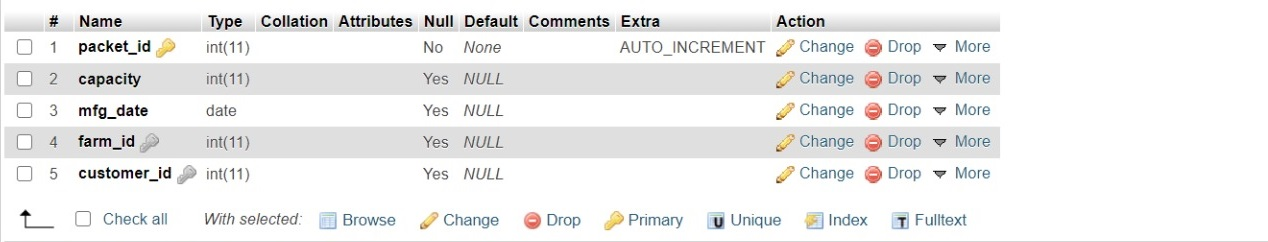 # Name Type Collation Attributes Null Default Comments Extra Action
1 packet_id int(11) No None AUTO_INCREMENT Change Drop More
2 capacity int(11) Yes NULL Change Drop More
3 mfg_date date Yes NULL Change Drop More
4 farm_id int(11) Yes NULL Change Drop More
5 customer_id int(11) Yes NULL Change Drop More
Check all With selected: Browse Change Drop Primary U Unique Index T Fulltext